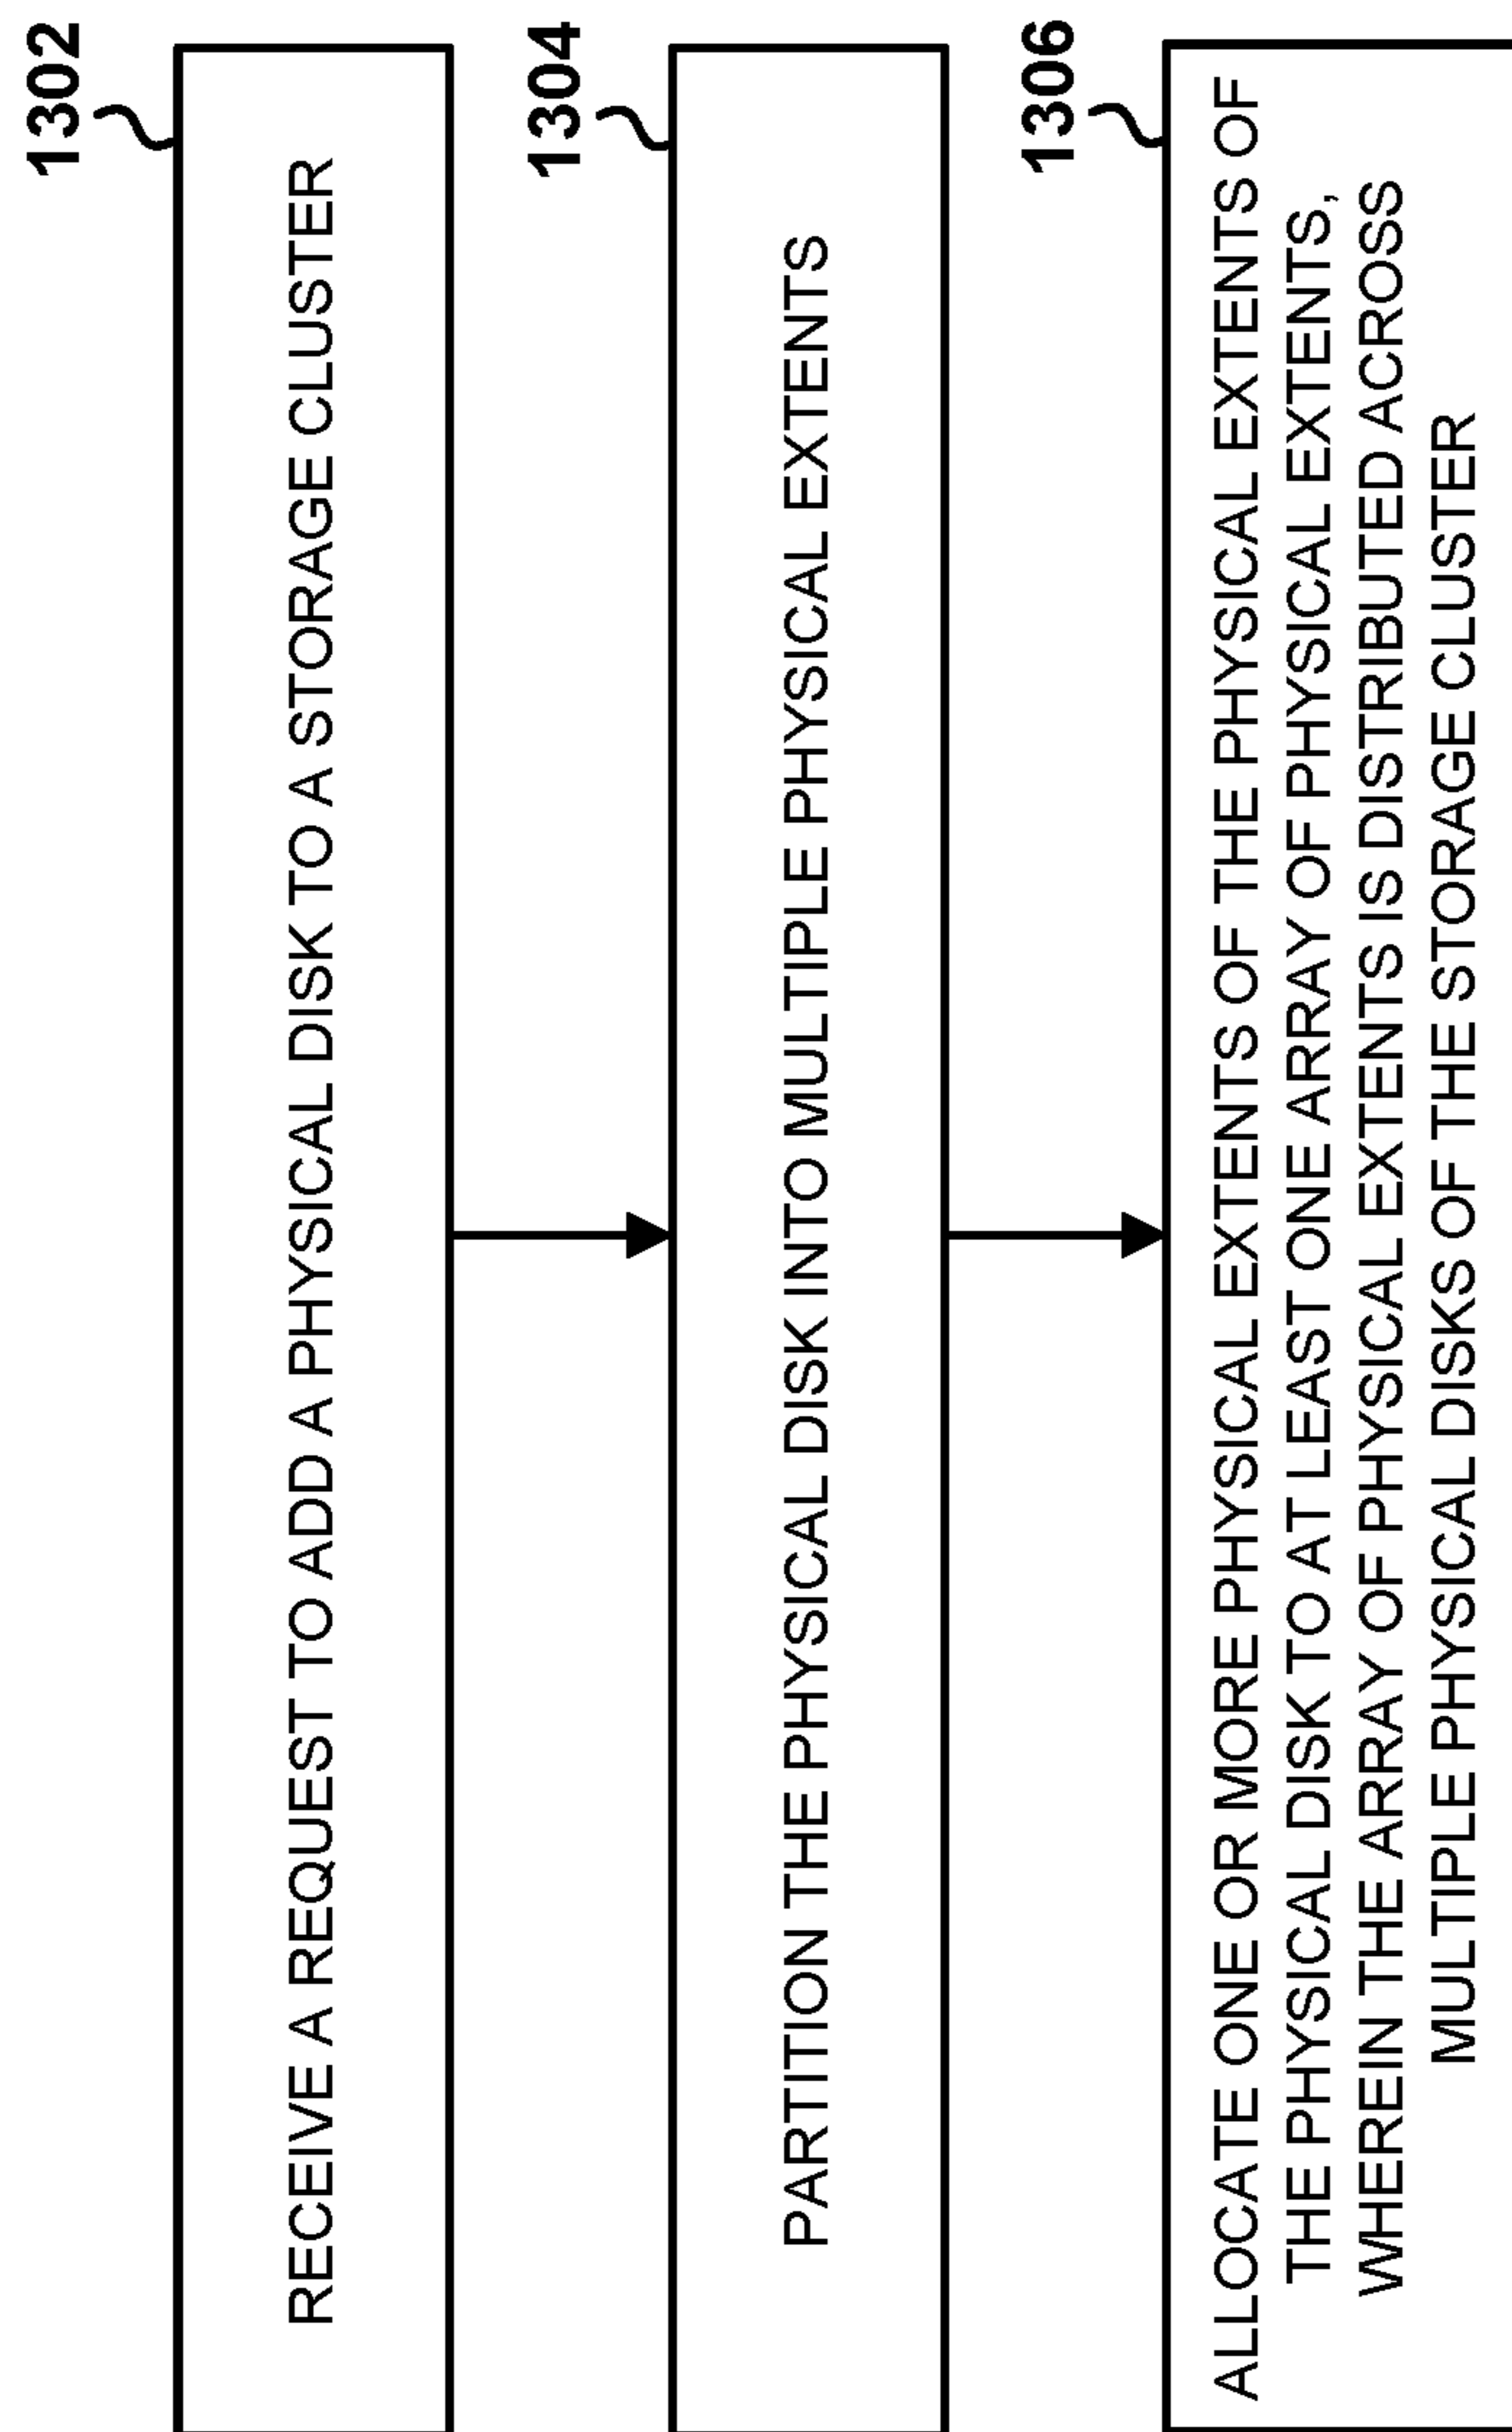 1302
RECEIVE A REQUEST TO ADD A PHYSICAL DISK TO A STORAGE CLUSTER
1304
PARTITION THE PHYSICAL DISK INTO MULTIPLE PHYSICAL EXTENTS
1306
ALLOCATE ONE OR MORE PHYSICAL EXTENTS OF THE PHYSICAL EXTENTS OF
THE PHYSICAL DISK TO AT LEAST ONE ARRAY OF PHYSICAL EXTENTS,
WHEREIN THE ARRAY OF PHYSICAL EXTENTS IS DISTRIBUTED ACROSS
MULTIPLE PHYSICAL DISKS OF THE STORAGE CLUSTER